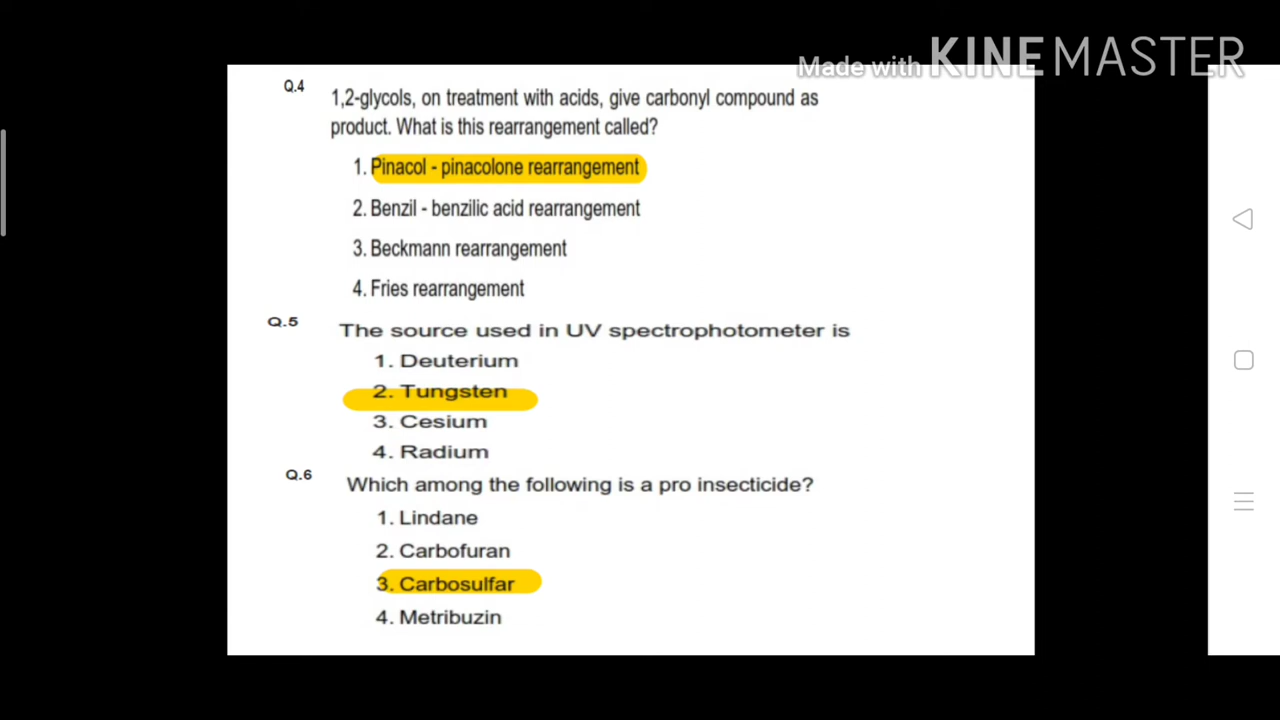 Made with KINEMASTER
Q.4
1,2-glycols, on treatment with acids, give carbonyl compound as
product. What is this rearrangement called?
1. Pinacol - pinacolone rearrangement
2. Benzil - benzilic acid rearrangement
3. Beckmann rearrangement
4. Fries rearrangement
Q.5
The source used in UV spectrophotometer is
1. Deuterium
2. Tungsten
3. Cesium
4. Radium
Q.6
Which among the following is a pro insecticide?
1. Lindane
2. Carbofuran
3. Carbosulfar
4. Metribuzin